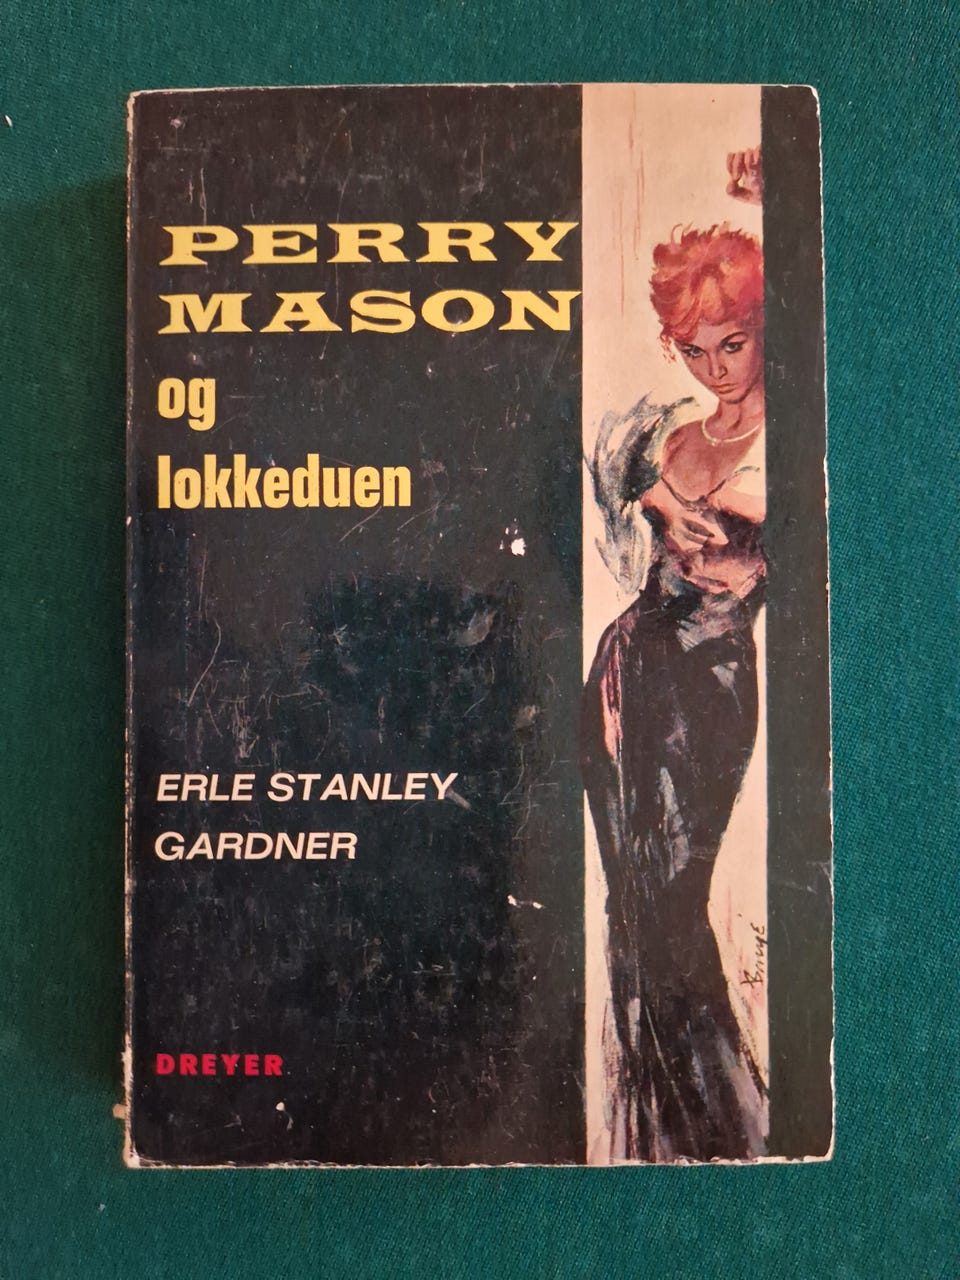 PERRY
MASON
og
lokkeduen
ERLE STANLEY
GARDNER
DREYER